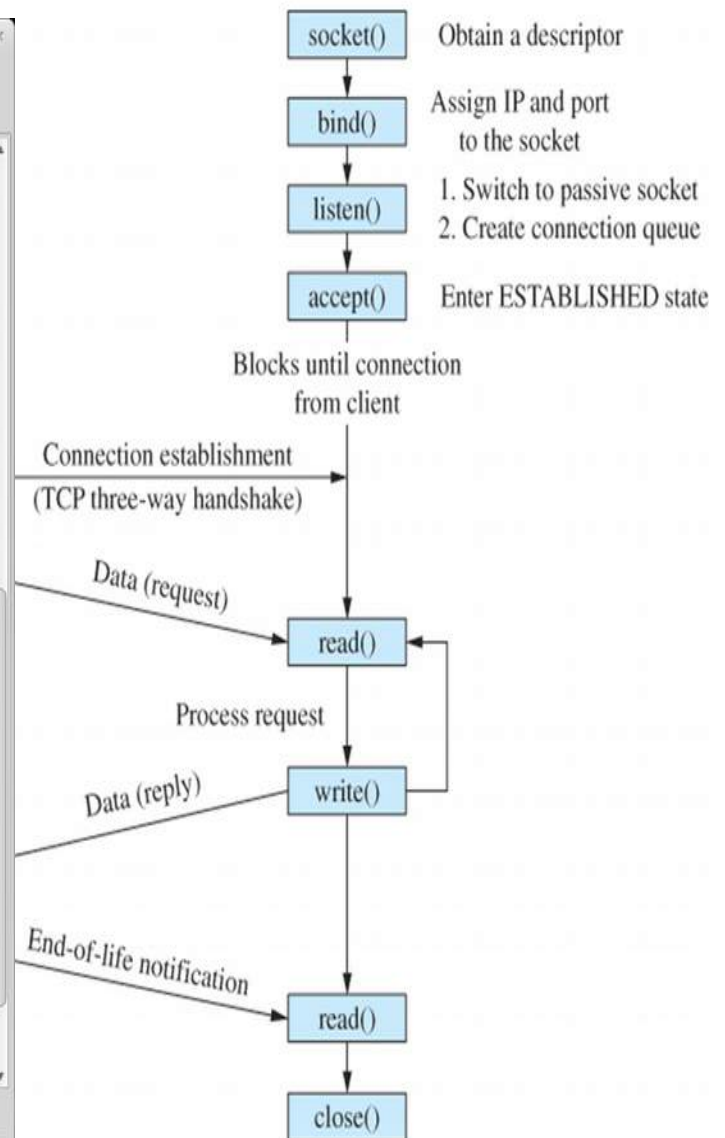 socket()
Obtain a descriptor
bind()
Assign IP and port
to the socket
listen()
1. Switch to passive socket
2. Create connection queue
accept()
Enter ESTABLISHED state
Blocks until connection
from client
Connection establishment
(TCP three-way handshake)
Data (request)
read()
Process request
Data (reply)
write()
End-of-life notification
read()
close()